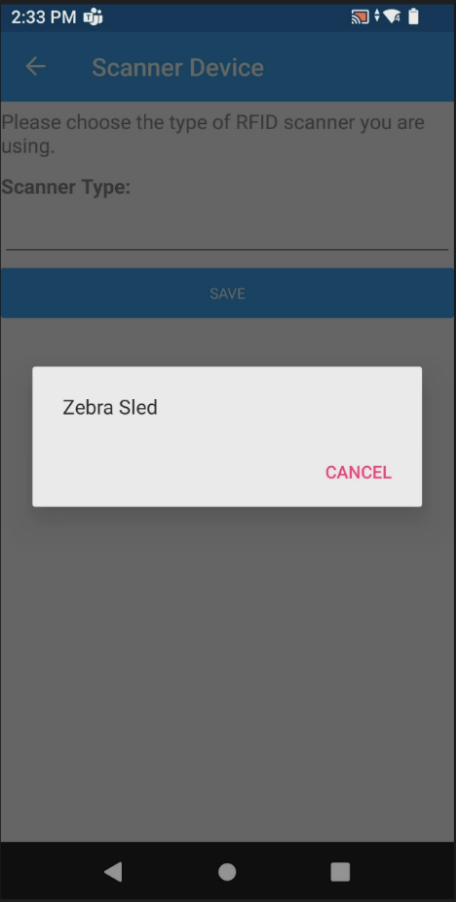 2:33 PM
Scanner Device
Please choose the type of RFID scanner you are
using.
Scanner Type:
SAVE
Zebra Sled
CANCEL